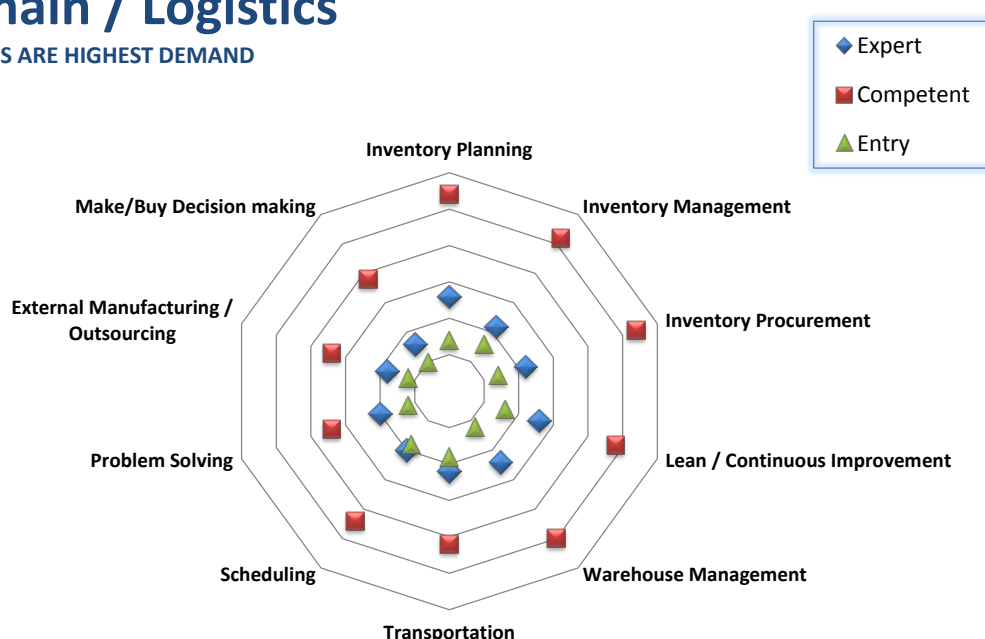 / Logistics
ARE HIGHEST DEMAND
Expert
Competent
Entry
Inventory Planning
Make/Buy Decision making
Inventory Management
External Manufacturing /
Outsourcing
Inventory Procurement
Problem Solving
Lean / Continuous Improvement
Scheduling
Warehouse Management
Transportation